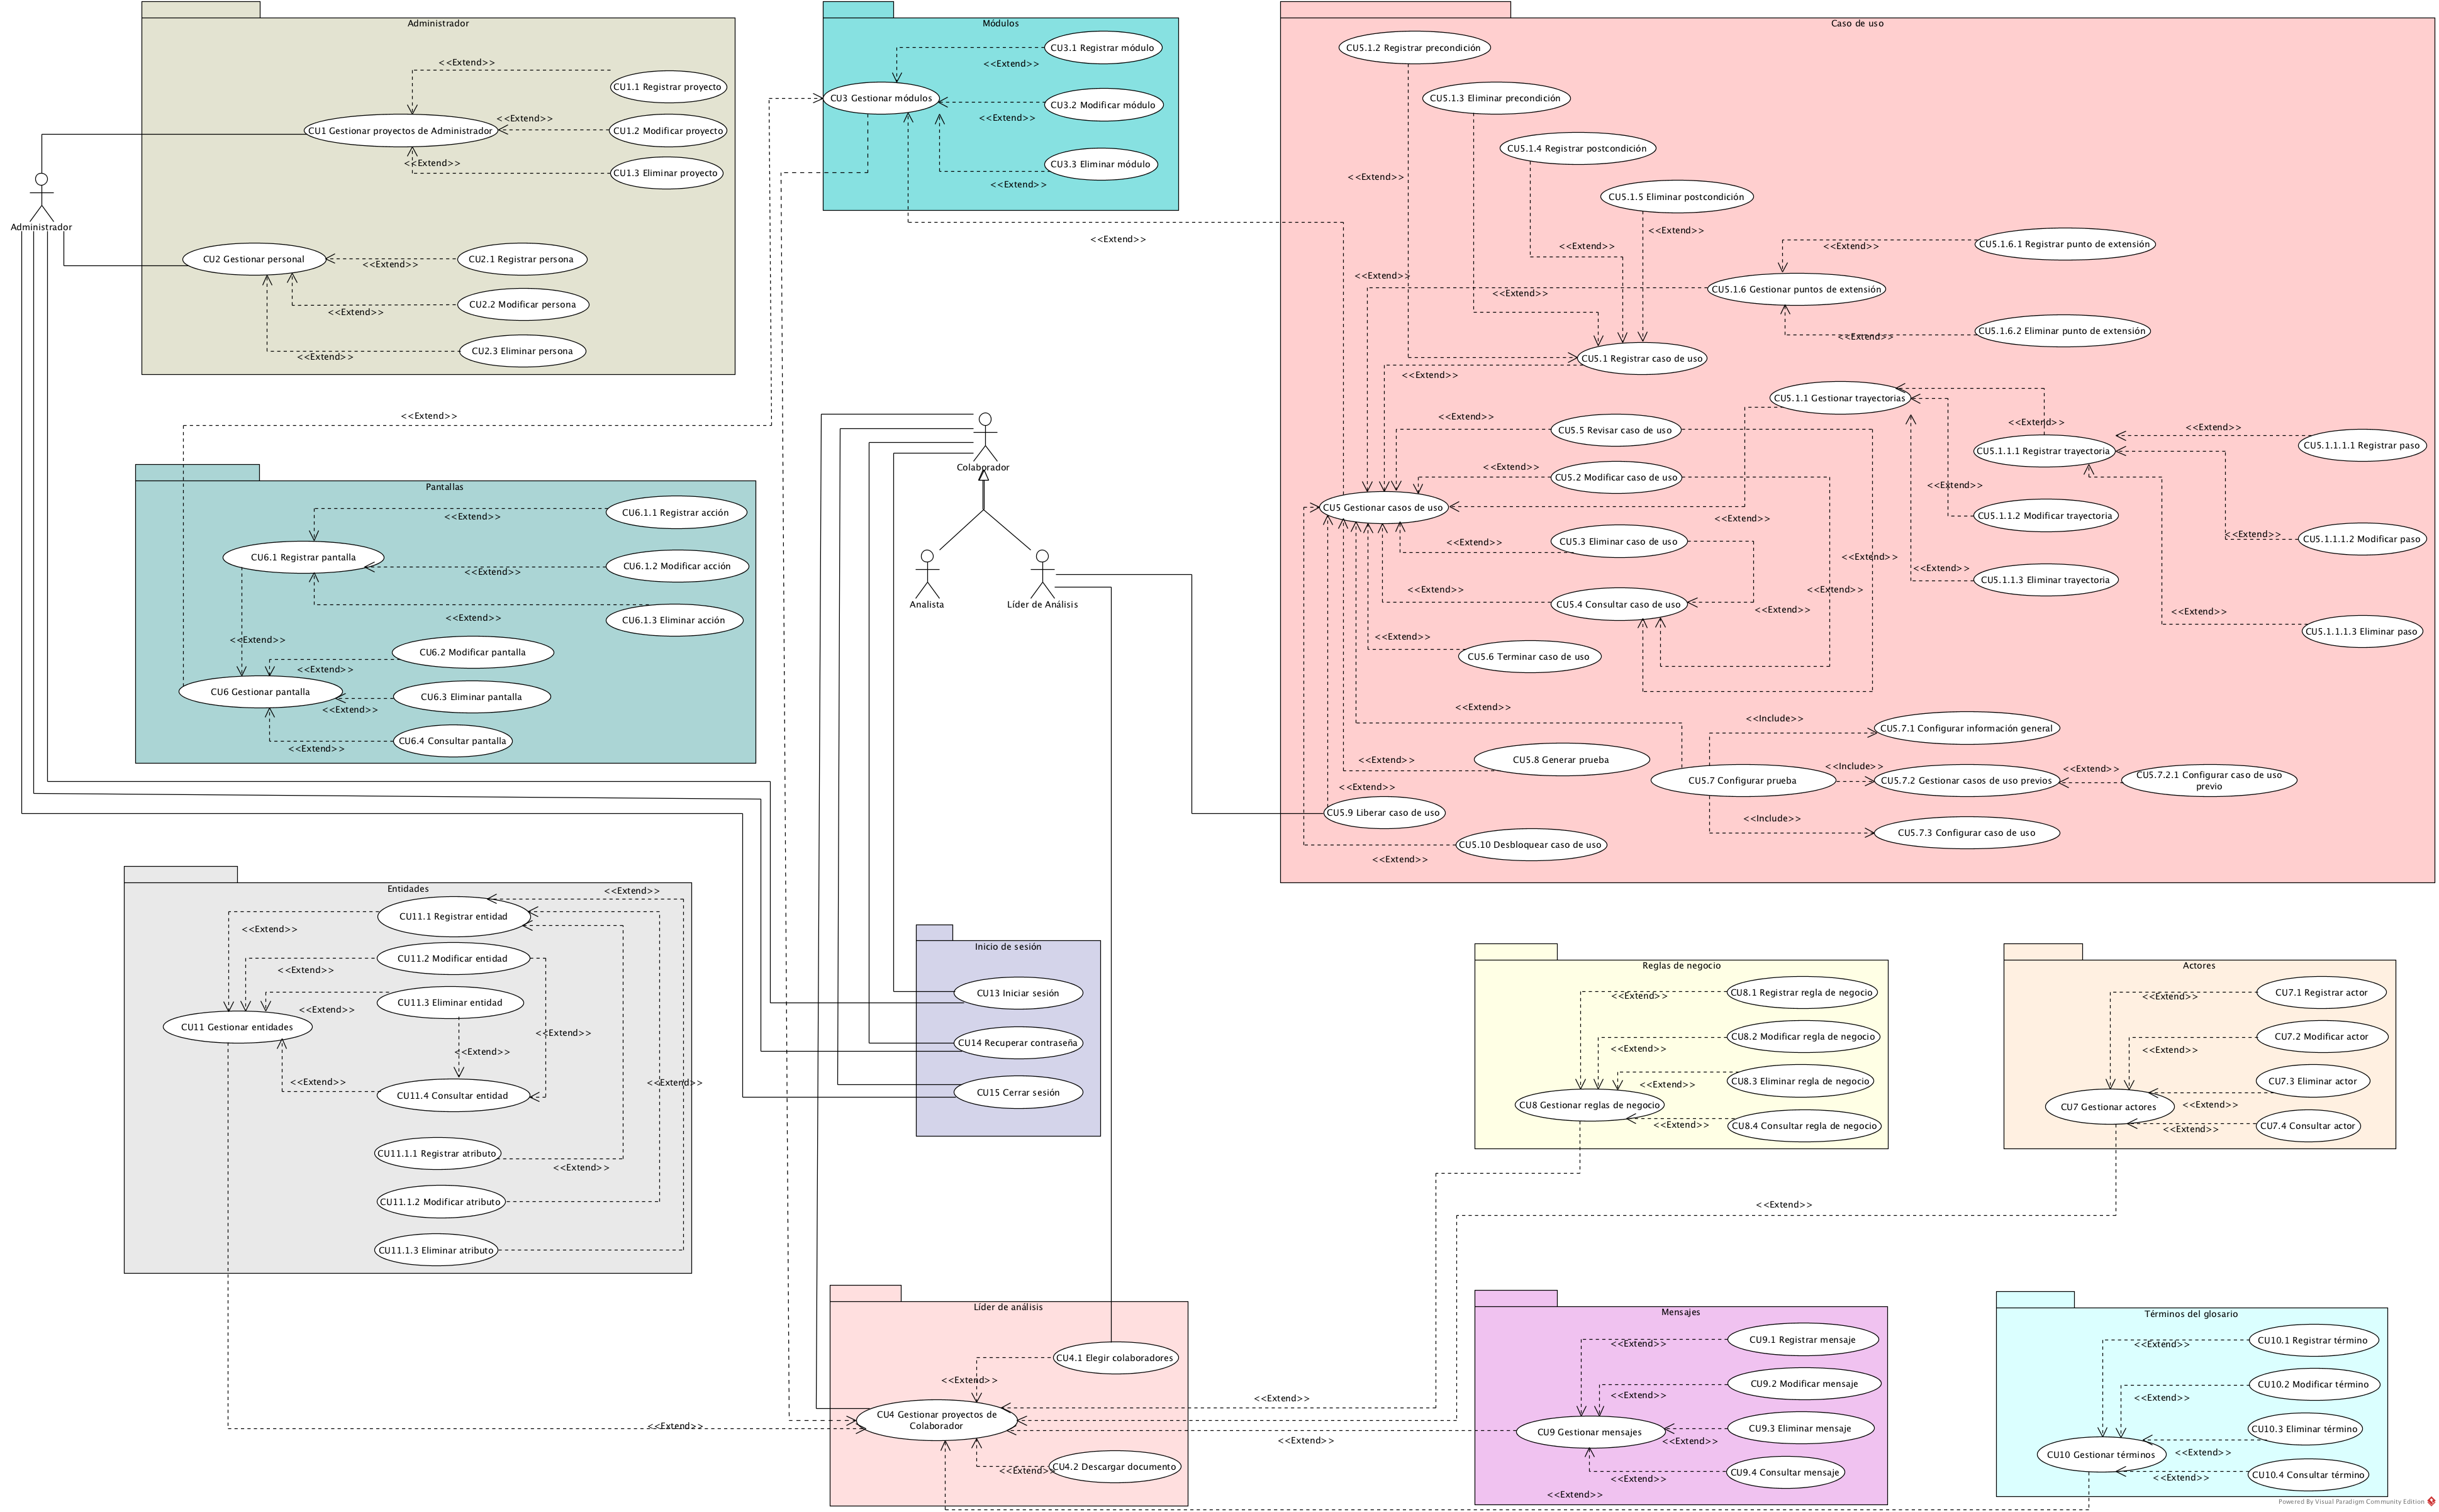 Administrador
<<Extend>>
CU1.1 Registrar proyecto
CU1 Gestionar proyectos de Administrador
<<Extend>>
CU1.2 Modificar proyecto
<<Extend>>
CU1.3 Eliminar proyecto
Administrador
CU2 Gestionar personal
<<Extend>>
CU2.1 Registrar persona
CU2.2 Modificar persona
<<Extend>>
CU2.3 Eliminar persona
<<Extend>>
Módulos
CU3.1 Registrar módulo
<<Extend>>
CU3 Gestionar módulos
CU3.2 Modificar módulo
<<Extend>>
CU3.3 Eliminar módulo
<<Extend>>
<<Extend>>
Caso de uso
CU5.1.2 Registrar precondición
CU5.1.3 Eliminar precondición
CU5.1.4 Registrar postcondición
<<Extend>>
CU5.1.5 Eliminar postcondición
<<Extend>>
<<Extend>>
<<Extend>>
<<Extend>>
CU5.1.6.1 Registrar punto de extensión
<<Extend>>
CU5.1.6 Gestionar puntos de extensión
<<Extend>>
CU5.1.6.2 Eliminar punto de extensión
<<Extend>>
CU5.1 Registrar caso de uso
<<Extend>>
CU5.1.1 Gestionar trayectorias
<<Extend>>
CU5.5 Revisar caso de uso
<<Extend>>
<<Extend>>
CU5.1.1.1 Registrar trayectoria
CU5.1.1.1.1 Registrar paso
<<Extend>>
CU5.2 Modificar caso de uso
<<Extend>>
CU5 Gestionar casos de uso
<<Extend>>
CU5.1.1.2 Modificar trayectoria
<<Extend>>
CU5.1.1.1.2 Modificar paso
<<Extend>>
CU5.3 Eliminar caso de uso
<<Extend>>
<<Extend>>
CU5.1.1.3 Eliminar trayectoria
<<Extend>>
<<Extend>>
CU5.4 Consultar caso de uso
<<Extend>>
<<Extend>>
CU5.1.1.1.3 Eliminar paso
<<Extend>>
CU5.6 Terminar caso de uso
<<Extend>>
<<Include>>
CU5.7.1 Configurar información general
<<Extend>>
CU5.8 Generar prueba
CU5.7 Configurar prueba
<<Include>>
CU5.7.2 Gestionar casos de uso previos
<<Extend>>
CU5.7.2.1 Configurar caso de uso
previo
<<Extend>>
CU5.9 Liberar caso de uso
<<Include>>
CU5.7.3 Configurar caso de uso
CU5.10 Desbloquear caso de uso
<<Extend>>
<<Extend>>
Colaborador
Analista
Líder de Análisis
Pantallas
CU6.1.1 Registrar acción
<<Extend>>
CU6.1 Registrar pantalla
CU6.1.2 Modificar acción
<<Extend>>
<<Extend>>
CU6.1.3 Eliminar acción
<<Extend>>
CU6.2 Modificar pantalla
<<Extend>>
CU6 Gestionar pantalla
CU6.3 Eliminar pantalla
<<Extend>>
CU6.4 Consultar pantalla
<<Extend>>
Entidades
<<Extend>>
CU11.1 Registrar entidad
<<Extend>>
CU11.2 Modificar entidad
<<Extend>>
CU11.3 Eliminar entidad
<<Extend>>
CU11 Gestionar entidades
<<Extend>>
<<Extend>>
<<Extend>>
<<Extend>>
CU11.4 Consultar entidad
CU11.1.1 Registrar atributo
<<Extend>>
CU11.1.2 Modificar atributo
CU11.1.3 Eliminar atributo
<<Extend>>
Inicio de sesión
CU13 Iniciar sesión
CU14 Recuperar contraseña
CU15 Cerrar sesión
Reglas de negocio
CU8.1 Registrar regla de negocio
<<Extend>>
CU8.2 Modificar regla de negocio
<<Extend>>
CU8.3 Eliminar regla de negocio
<<Extend>>
CU8 Gestionar reglas de negocio
<<Extend>>
CU8.4 Consultar regla de negocio
Actores
CU7.1 Registrar actor
<<Extend>>
CU7.2 Modificar actor
<<Extend>>
CU7.3 Eliminar actor
<<Extend>>
CU7 Gestionar actores
<<Extend>>
CU7.4 Consultar actor
<<Extend>>
Líder de análisis
CU4.1 Elegir colaboradores
<<Extend>>
<<Extend>>
CU4 Gestionar proyectos de
Colaborador
<<Extend>>
CU4.2 Descargar documento
<<Extend>>
Mensajes
CU9.1 Registrar mensaje
<<Extend>>
CU9.2 Modificar mensaje
<<Extend>>
CU9.3 Eliminar mensaje
CU9 Gestionar mensajes
<<Extend>>
CU9.4 Consultar mensaje
<<Extend>>
<<Extend>>
Términos del glosario
CU10.1 Registrar término
<<Extend>>
CU10.2 Modificar término
<<Extend>>
CU10.3 Eliminar término
<<Extend>>
CU10 Gestionar términos
<<Extend>>
CU10.4 Consultar término
Powered By Visual Paradigm Community Edition